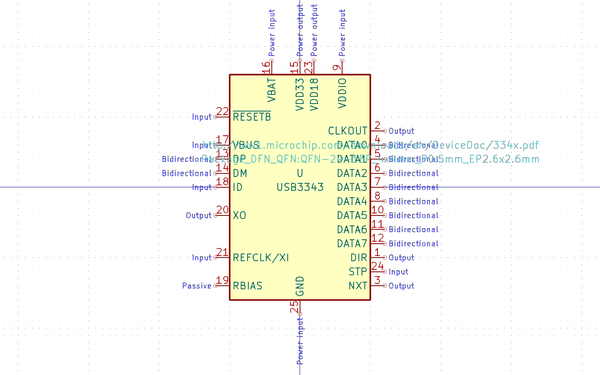 Power input
Power output
Power output
Power input
16
15
23
9
VBAT
VDD33
VDD18
VDDIO
Input 22 RESETB
CLKOUT 2 Output
Input 17 VBUS
4 Bidirectional
Bidirectional 13 DP
DATA1 Bidirectional
Bidirectional 14 DM
U
DATA2 6 Bidirectional
Input 18 ID
USB3343
DATA3 7 Bidirectional
DATA4 8 Bidirectional
Output 20 XO
DATA5 10 Bidirectional
DATA6 11 Bidirectional
DATA7 12 Bidirectional
Input 21 REFCLK/XI
DIR 1 Output
STP 24 Input
Passive 19 RBIAS
NXT 3 Output
GND
25
Power input